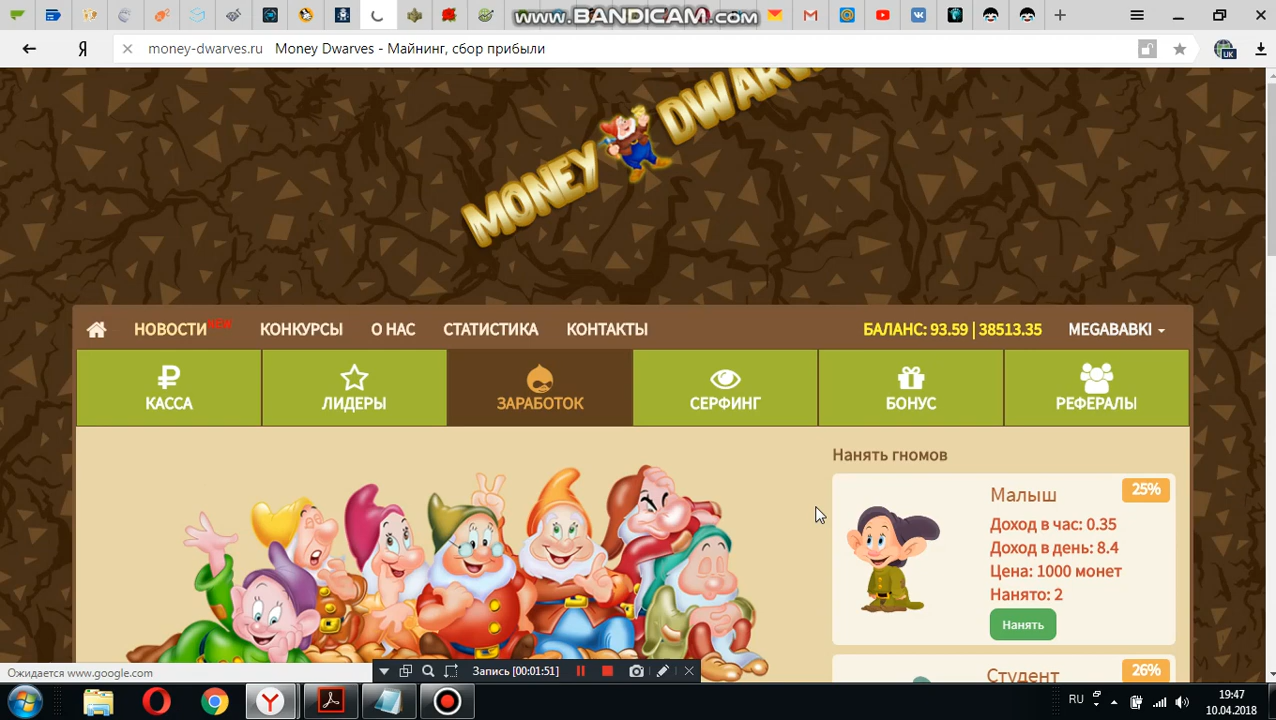 www.BANDICAM.com
money-dwarves.ru Money Dwarves - Майнинг, сбор прибыли
UK
MONEY DWARV
НОВОСТИ NEW КОНКУРСЫ О НАС СТАТИСТИКА КОНТАКТЫ БАЛАНС: 93.59 | 38513.35 MEGABABKI
КАССА ЛИДЕРЫ ЗАРАБОТОК СЕРФИНГ БОНУС РЕФЕРАЛЫ
Нанять гномов
Малыш 25%
Доход в час: 0.35
Доход в день: 8.4
Цена: 1000 монет
Нанято: 2
Нанять
Студент 26%
Ожидается www.google.com
Запись [00:01:51]
RU 19:47
10.04.2018